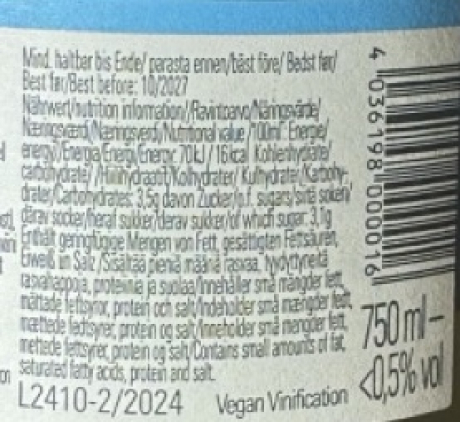 Mind. haltbar bis Ende/ parasta ennen/bäst före/ Bedst før/
Best før/Best before: 10/2027
Nährwert/nutrition information/Ravintoarvo/Näringsvärde/
Næringsværdi/Næringsverdi/Nutritional value /100ml: Energie/
energy/Energia/Energi/Energi: 70kJ / 16kcal Kohlenhydrate/
carbohydrate/ /Hiilihydraatit/Kolhydrater/ Kulhydrater/Karbohy-
drater/Carbohydrates: 3,5g davon Zucker/o.f. sugars/siitä sokeri/
därav socker/heraf sukker/derav sukker/of which sugar: 3,1g
Enthält geringfügige Mengen von Fett, gesättigten Fettsäuren,
Eiweiß un Salz /Sisältää pieniä määriä rasvaa, tyydyttyneitä
rasvahappoja, proteiinia ja suolaa/Innehåller små mängder fett,
mättade fettsyror, protein och salt/Indeholder små mængder fedt,
mættede fedtsyrer, protein og salt/Inneholder små mengder fett,
mettede fettsyrer, protein og salt/Contains small amounts of fat,
saturated fatty acids, protein and salt.
L2410-2/2024 Vegan Vinification
4 036198 000016
750 ml –
<0,5% vol